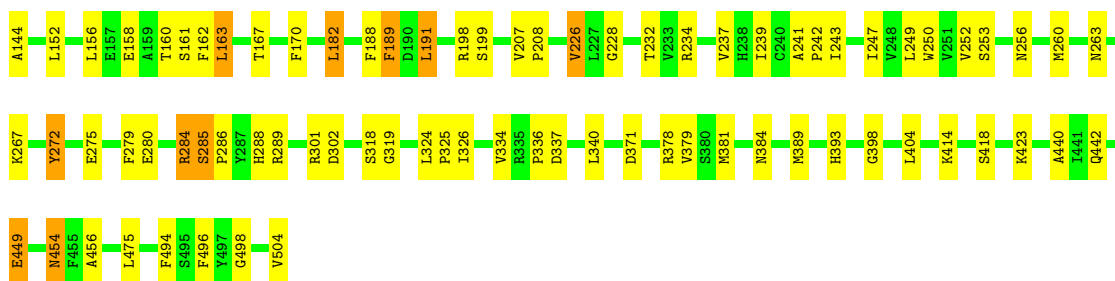 A144 L152 L156 E157 E158 A159 T160 S161 F162 L163 T167 F170 L182 F188 F189 D190 L191 R198 S199 V207 P208 V226 L227 G228 T232 V233 R234 V237 H238 I239 C240 A241 P242 I243 I247 V248 L249 W250 V251 V252 S253 N256 M260 N263
K267 Y272 E275 F279 E280 R284 S285 P286 Y287 H288 R289 R301 D302 S318 G319 L324 P325 I326 V334 R335 P336 D337 L340 D371 R378 V379 S380 M381 N384 M389 H393 G398 L404 K414 S418 K423 A440 I441 Q442
E449 N454 F455 A456 L475 F494 S495 F496 Y497 G498 V504